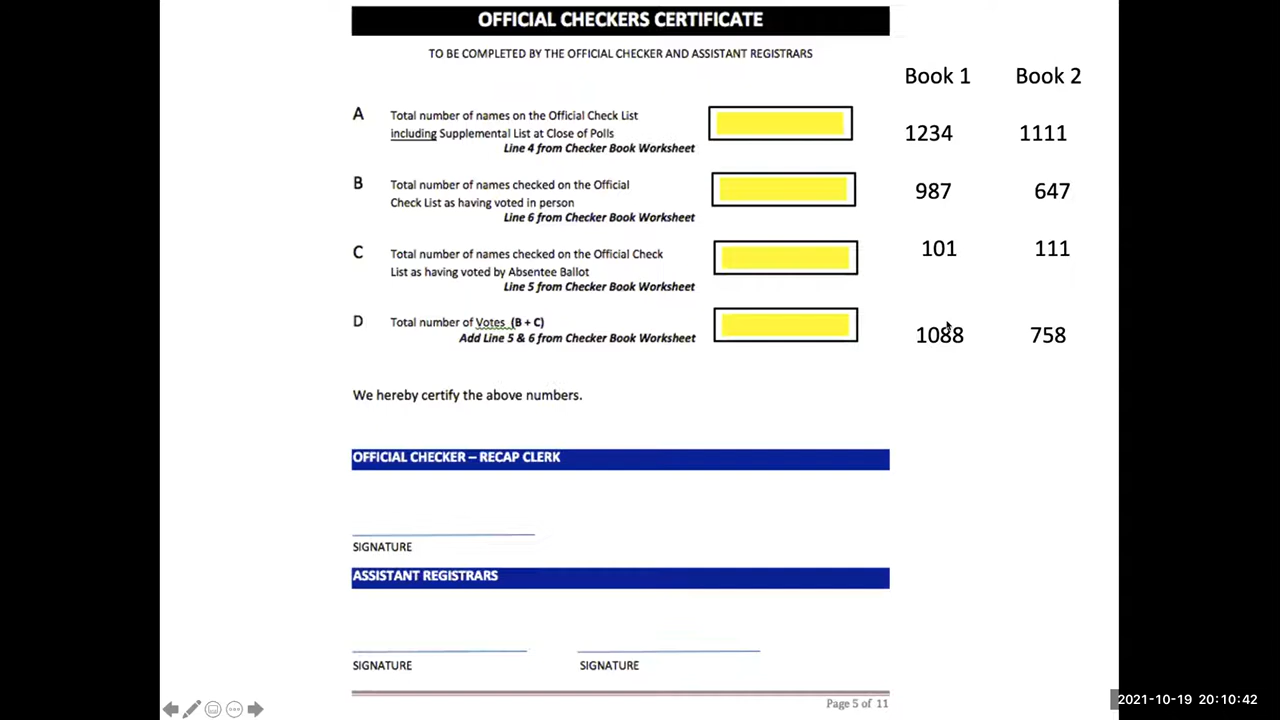 OFFICIAL CHECKERS CERTIFICATE
TO BE COMPLETED BY THE OFFICIAL CHECKER AND ASSISTANT REGISTRARS
Book 1 Book 2
A Total number of names on the Official Check List
including Supplemental List at Close of Polls
1234 1111
Line 4 from Checker Book Worksheet
B Total number of names checked on the Official
Check List as having voted in person
987 647
Line 6 from Checker Book Worksheet
C Total number of names checked on the Official Check
List as having voted by Absentee Ballot
101 111
Line 5 from Checker Book Worksheet
D Total number of Votes (B + C)
Add Line 5 & 6 from Checker Book Worksheet
1088 758
We hereby certify the above numbers.
OFFICIAL CHECKER – RECAP CLERK
SIGNATURE
ASSISTANT REGISTRARS
SIGNATURE SIGNATURE
Page 5 of 11
2021-10-19 20:10:42